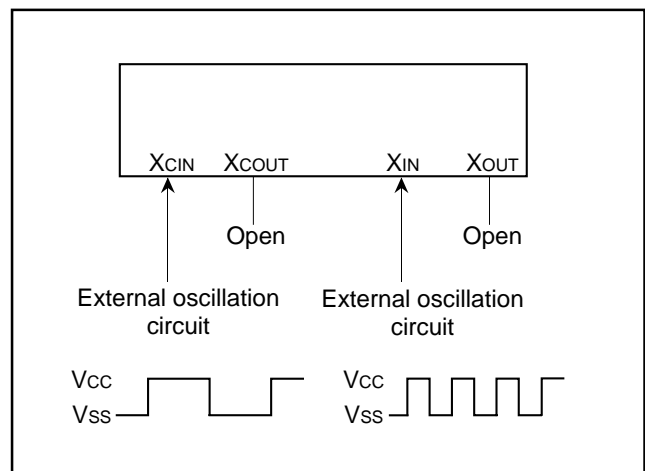 XCIN XCOUT XIN XOUT
Open Open
External oscillation circuit
External oscillation circuit
VCC
VSS
VCC
VSS